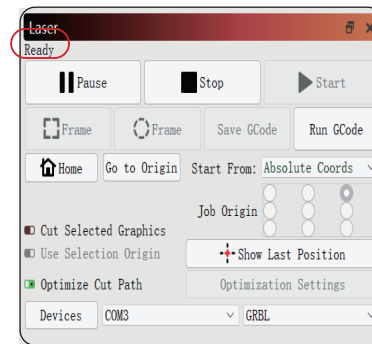 Laser
Ready
Pause Stop Start
Frame Frame Save GCode Run GCode
Home Go to Origin Start From: Absolute Coords
Job Origin
Cut Selected Graphics
Use Selection Origin Show Last Position
Optimize Cut Path Optimization Settings
Devices COM3 GRBL